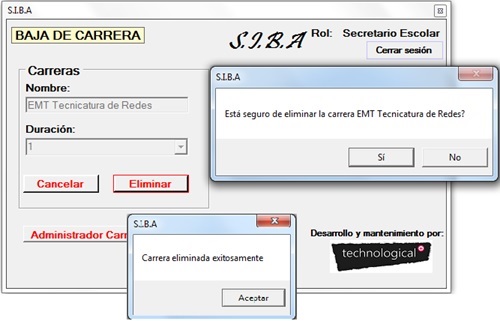 S.I.B.A
BAJA DE CARRERA
S.I.B.A
Rol: Secretario Escolar
Cerrar sesión
Carreras
Nombre:
EMT Tecnicatura de Redes
Duración:
1
Cancelar
Eliminar
Administrador Carr
S.I.B.A
Está seguro de eliminar la carrera EMT Tecnicatura de Redes?
Sí
No
S.I.B.A
Carrera eliminada exitosamente
Aceptar
Desarrollo y mantenimiento por:
technological